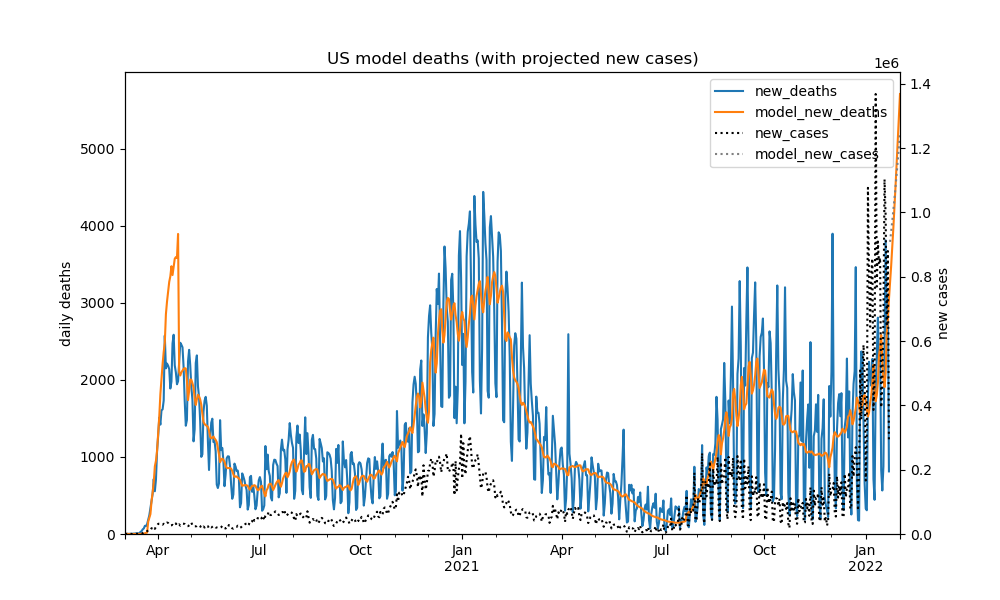 US model deaths (with projected new cases)
1e6
new_deaths
model_new_deaths
new_cases
model_new_cases
daily deaths
5000
4000
3000
2000
1000
0
new cases
1.4
1.2
1.0
0.8
0.6
0.4
0.2
0.0
Apr Jul Oct Jan Apr Jul Oct Jan
2021 2022